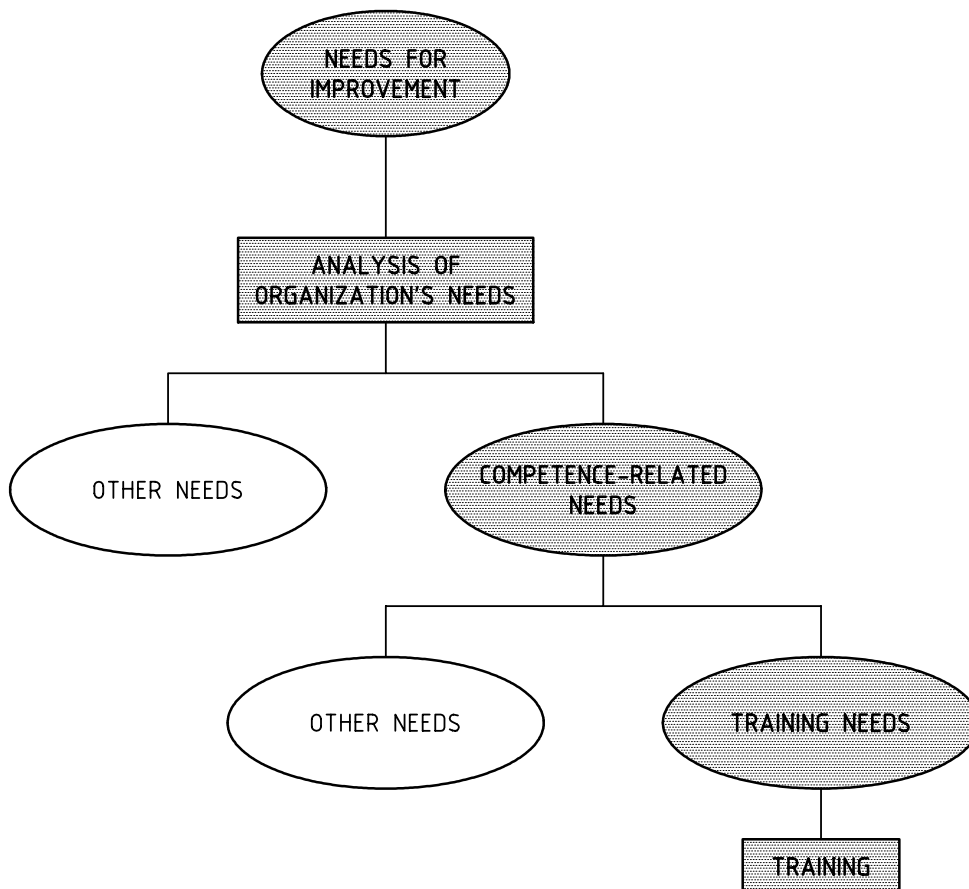 NEEDS FOR
IMPROVEMENT
ANALYSIS OF
ORGANIZATION'S NEEDS
OTHER NEEDS
COMPETENCE-RELATED
NEEDS
OTHER NEEDS
TRAINING NEEDS
TRAINING